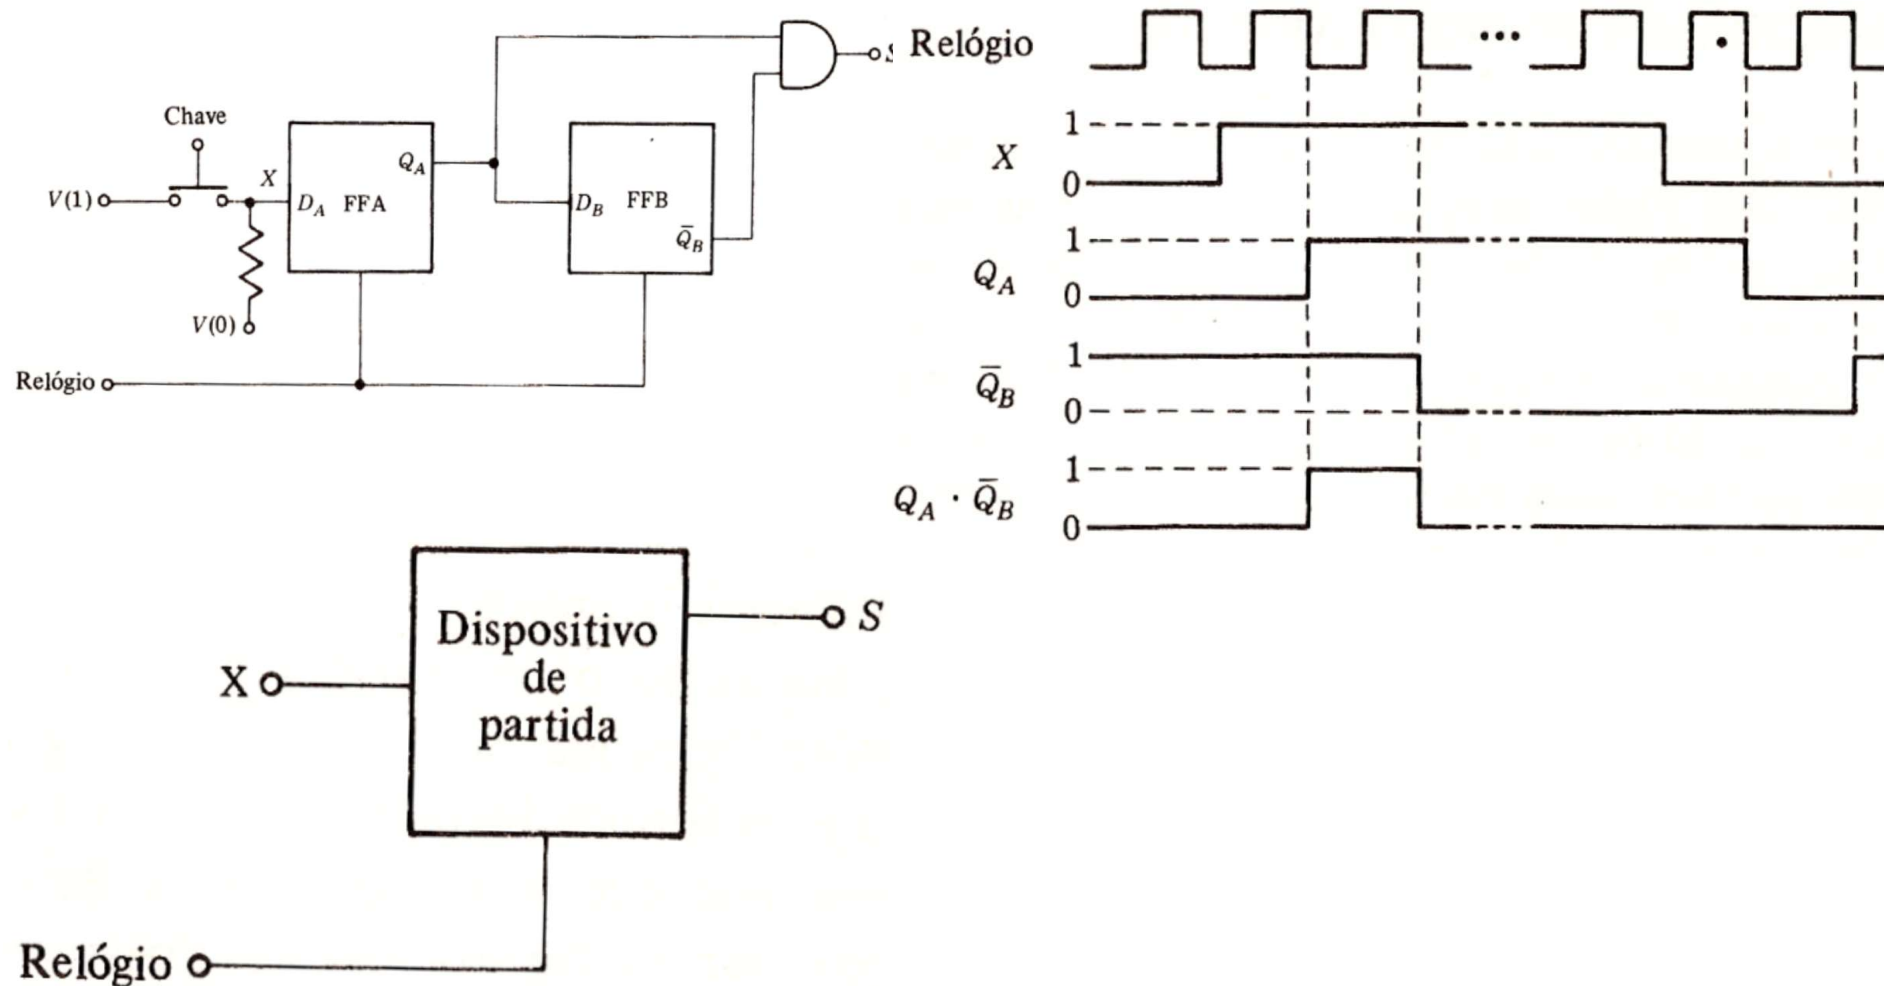 Chave
V(1)
X
D_A FFA
Q_A
V(0)
Relógio
D_B FFB
Q̄_B
Relógio
1
X
0
1
Q_A
0
1
Q̄_B
0
1
Q_A · Q̄_B
0
X
Dispositivo
de
partida
S
Relógio